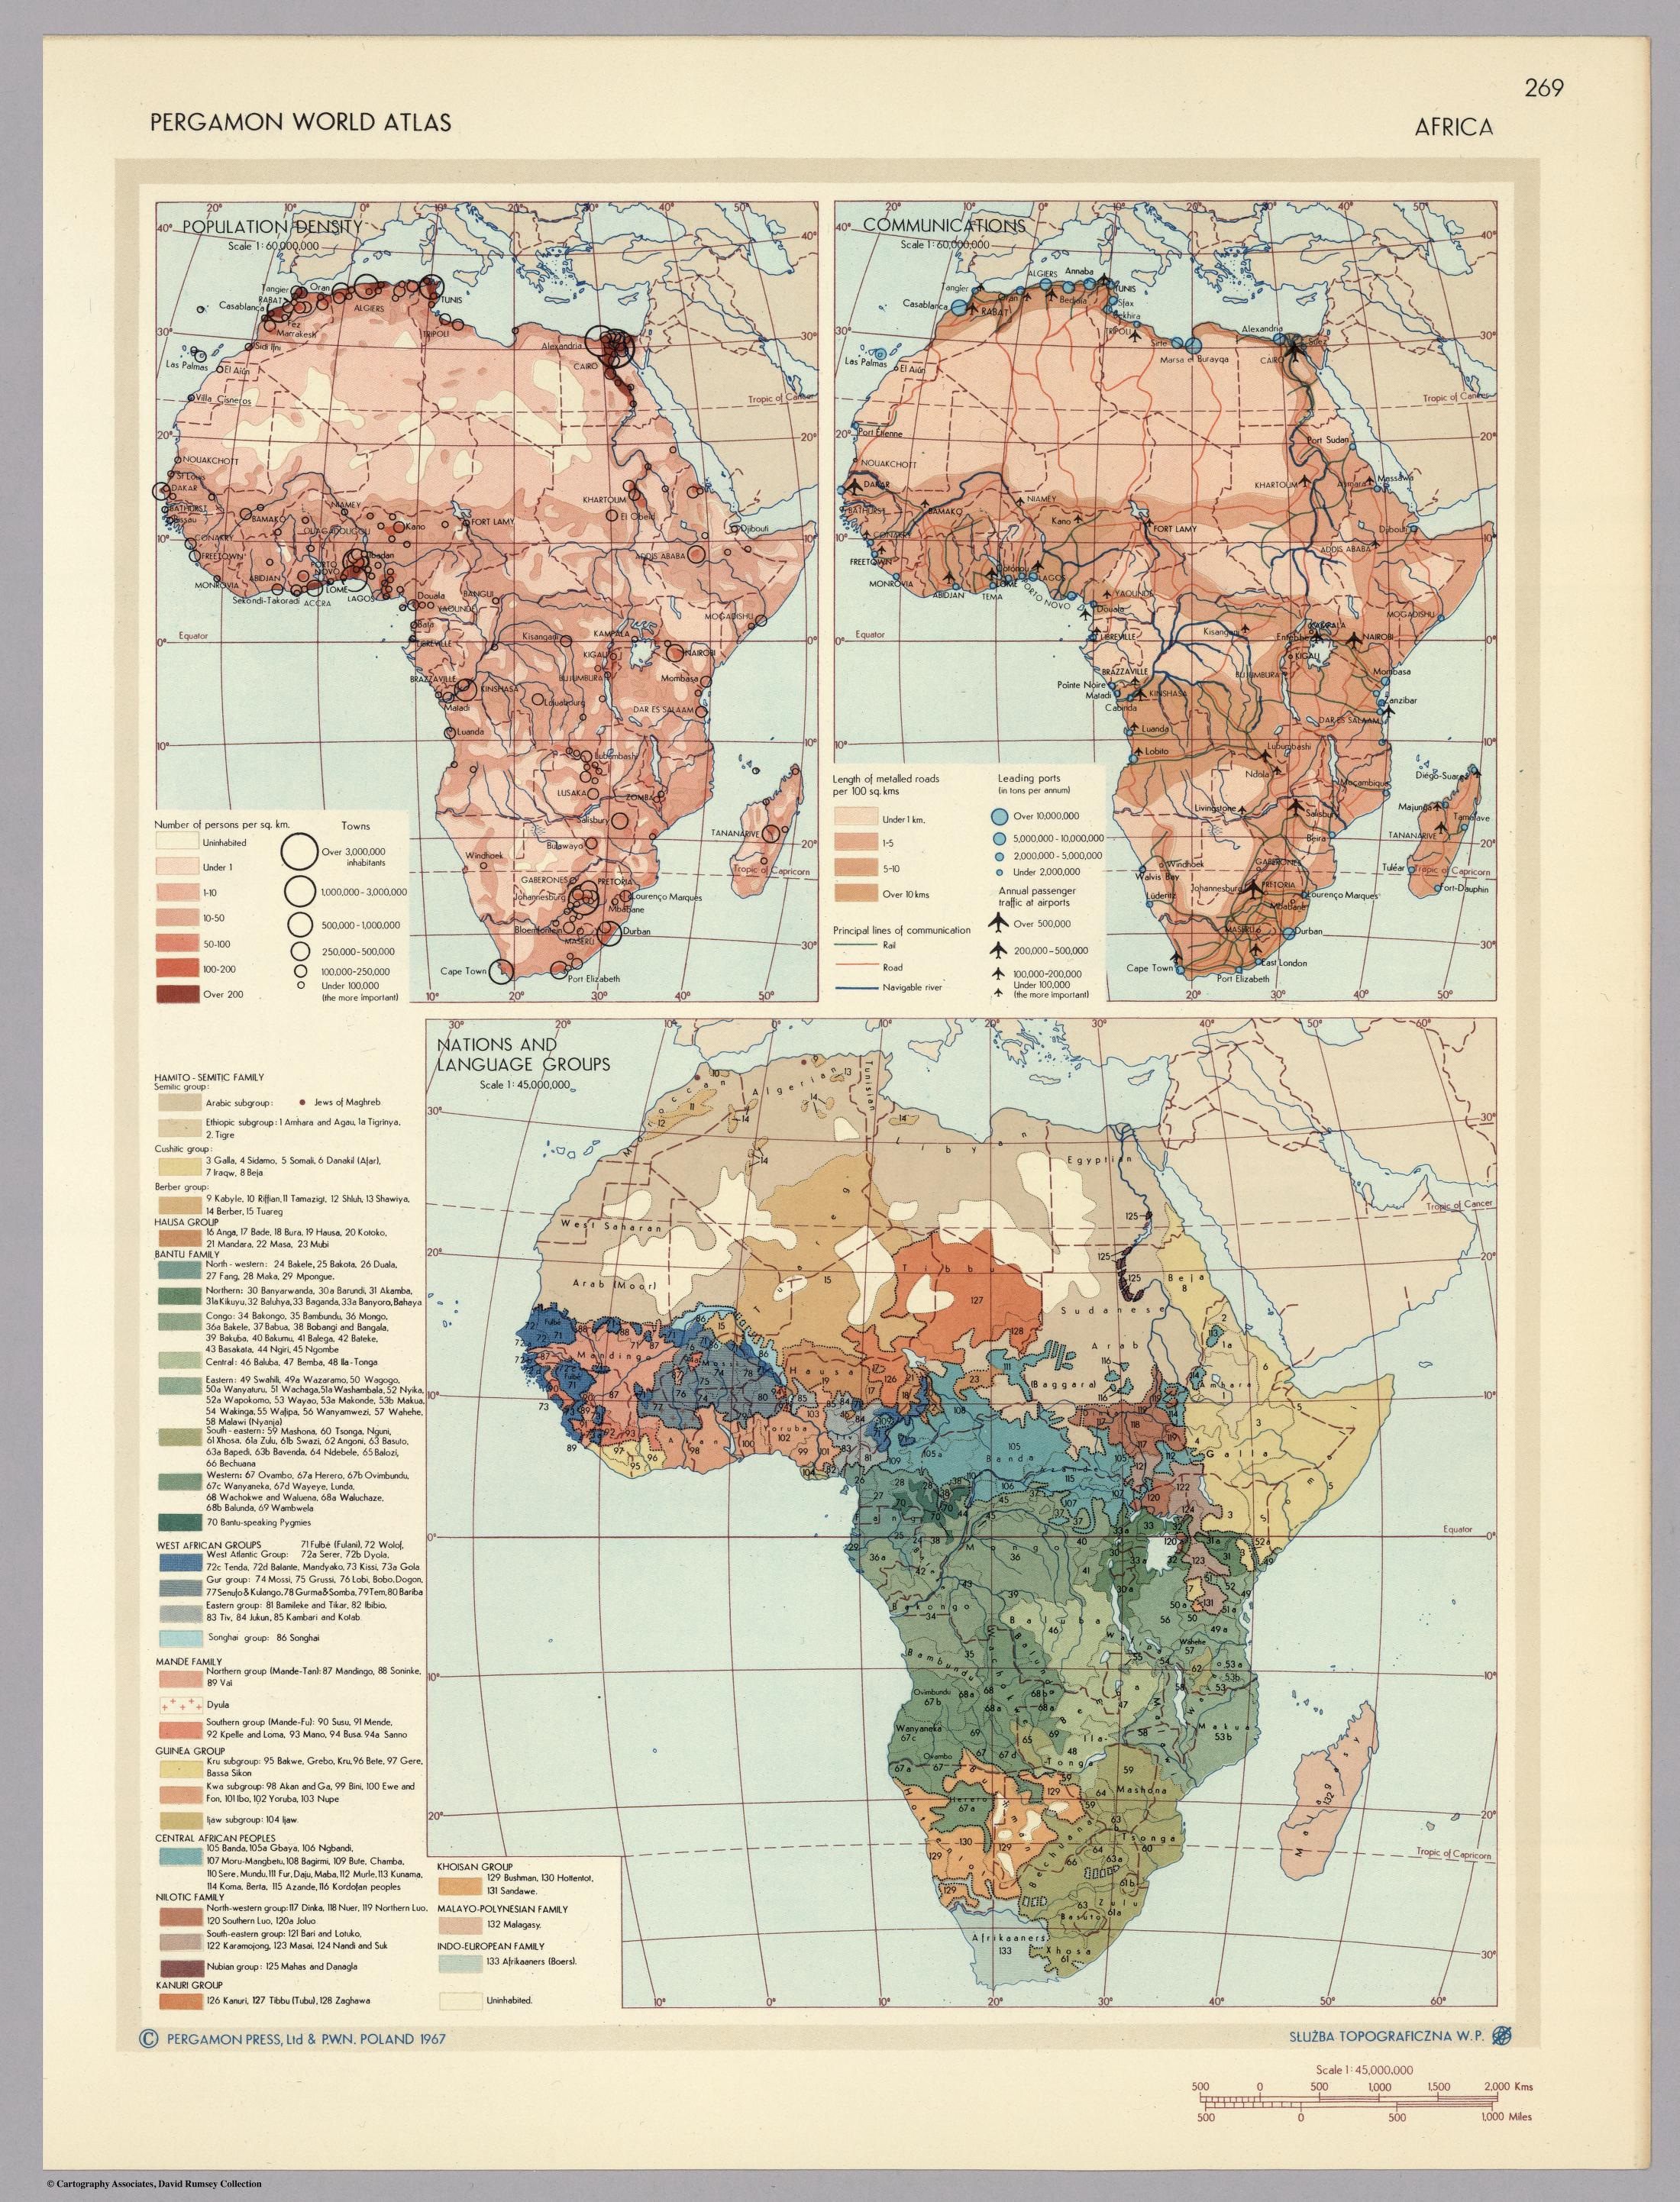 269
PERGAMON WORLD ATLAS
AFRICA
POPULATION DENSITY
Scale 1:60,000,000
Tangier
Oran
RABAT
Casablanca
Fez
Marrakesh
ALGIERS
TUNIS
TRIPOLI
Sidi Ifni
Alexandria
CAIRO
Las Palmas
El Aiún
Villa Cisneros
Tropic of Cancer
NOUAKCHOTT
St Louis
DAKAR
BATHURST
Bissau
BAMAKO
NIAMEY
OUAGADOUGOU
Kano
FORT LAMY
KHARTOUM
El Obeid
Djibouti
CONAKRY
FREETOWN
Ibadan
ADDIS ABABA
PORTO NOVO
MONROVIA
ABIDJAN
LOME
Sekondi-Takoradi
ACCRA
LAGOS
Douala
BANGUI
YAOUNDE
Bata
MOGADISHU
Equator
LIBREVILLE
Kisangani
KAMPALA
KIGALI
NAIROBI
BRAZZAVILLE
BUJUMBURA
Mombasa
KINSHASA
Matadi
Luluabourg
DAR ES SALAAM
Luanda
Lubumbashi
LUSAKA
ZOMBA
Salisbury
TANANARIVE
Bulawayo
Windhoek
Tropic of Capricorn
GABERONES
PRETORIA
Johannesburg
Lourenço Marques
Mbabane
Bloemfontein
MASERU
Durban
Cape Town
Port Elizabeth
Number of persons per sq. km.
Uninhabited
Under 1
1-10
10-50
50-100
100-200
Over 200
Towns
Over 3,000,000
inhabitants
1,000,000-3,000,000
500,000-1,000,000
250,000-500,000
100,000-250,000
Under 100,000
(the more important)
COMMUNICATIONS
Scale 1:60,000,000
ALGIERS
Annaba
Tangier
Oran
Bedjaia
TUNIS
Sfax
Sekhira
Casablanca
RABAT
TRIPOLI
Sirte
Marsa el Burayqa
Alexandria
CAIRO
Suez
Las Palmas
El Aiún
Tropic of Cancer
Port Etienne
Port Sudan
NOUAKCHOTT
DAKAR
KHARTOUM
Asmara
Massawa
BATHURST
BAMAKO
NIAMEY
Kano
FORT LAMY
Djibouti
CONAKRY
ADDIS ABABA
FREETOWN
MONROVIA
Cotonou
LAGOS
LOME
ABIDJAN
TEMA
PORTO NOVO
YAOUNDE
Douala
MOGADISHU
Equator
LIBREVILLE
Kisangani
KAMPALA
Entebbe
NAIROBI
KIGALI
BRAZZAVILLE
BUJUMBURA
Mombasa
Pointe Noire
Matadi
KINSHASA
Cabinda
Zanzibar
DAR ES SALAAM
Luanda
Lobito
Lubumbashi
Ndola
Moçambique
Diégo-Suarez
Livingstone
Salisbury
Majunga
Tamatave
Beira
TANANARIVE
Windhoek
Walvis Bay
GABERONES
Tuléar
Tropic of Capricorn
Johannesburg
PRETORIA
Lourenço Marques
Fort-Dauphin
Lüderitz
Mbabane
MASERU
Durban
Cape Town
East London
Port Elizabeth
Length of metalled roads
per 100 sq. kms
Under 1 km.
1-5
5-10
Over 10 kms
Principal lines of communication
Rail
Road
Navigable river
Leading ports
(in tons per annum)
Over 10,000,000
5,000,000-10,000,000
2,000,000-5,000,000
Under 2,000,000
Annual passenger
traffic at airports
Over 500,000
200,000-500,000
100,000-200,000
Under 100,000
(the more important)
NATIONS AND
LANGUAGE GROUPS
Scale 1:45,000,000
Moroccan
Algerian
Tunisian
Libyan
Egyptian
West Saharan
Arab (Moor)
Tuareg
Tibbu
Sudanese
Arab
(Baggara)
Beja
Amhara
Galla
Somali
Fulbe
Mandingo
Mossi
Hausa
Yoruba
Akan
Banda
Azande
Dinka
Fang
Mongo
Bakongo
Baluba
Bambundu
Ovimbundu
Wanyaneka
Ovambo
Herero
Hottentot
Wahehe
Makua
Ila-
Tonga
Mashona
Tsonga
Bechuana
Zulu
Basuto
Xhosa
Afrikaaners
133
Malagasy
132
Tropic of Cancer
Equator
Tropic of Capricorn
HAMITO-SEMITIC FAMILY
Semitic group:
Arabic subgroup:
Jews of Maghreb
Ethiopic subgroup: 1 Amhara and Agau, 1a Tigrinya,
2. Tigre
Cushitic group:
3 Galla, 4 Sidamo, 5 Somali, 6 Danakil (Afar),
7 Iraqw, 8 Beja
Berber group:
9 Kabyle, 10 Riffian, 11 Tamazigt, 12 Shluh, 13 Shawiya,
14 Berber, 15 Tuareg
HAUSA GROUP
16 Anga, 17 Bade, 18 Bura, 19 Hausa, 20 Kotoko,
21 Mandara, 22 Masa, 23 Mubi
BANTU FAMILY
North-western: 24 Bakele, 25 Bakota, 26 Duala,
27 Fang, 28 Maka, 29 Mpongue.
Northern: 30 Banyarwanda, 30a Barundi, 31 Akamba,
31a Kikuyu, 32 Baluhya, 33 Baganda, 33a Banyoro, Bahaya
Congo: 34 Bakongo, 35 Bambundu, 36 Mongo,
36a Bakele, 37 Babua, 38 Bobangi and Bangala,
39 Bakuba, 40 Bakumu, 41 Balega, 42 Bateke,
43 Basakata, 44 Ngiri, 45 Ngombe
Central: 46 Baluba, 47 Bemba, 48 Ila-Tonga
Eastern: 49 Swahili, 49a Wazaramo, 50 Wagogo,
50a Wanyaturu, 51 Wachaga, 51a Washambala, 52 Nyika,
52a Wapokomo, 53 Wayao, 53a Makonde, 53b Makua,
54 Wakinga, 55 Wafipa, 56 Wanyamwezi, 57 Wahehe,
58 Malawi (Nyanja)
South-eastern: 59 Mashona, 60 Tsonga, Nguni,
61 Xhosa, 61a Zulu, 61b Swazi, 62 Angoni, 63 Basuto,
63a Bapedi, 63b Bavenda, 64 Ndebele, 65 Balozi,
66 Bechuana
Western: 67 Ovambo, 67a Herero, 67b Ovimbundu,
67c Wanyaneka, 67d Wayeye, Lunda,
68 Wachokwe and Waluena, 68a Waluchaze,
68b Balunda, 69 Wambwela
70 Bantu-speaking Pygmies
WEST AFRICAN GROUPS
71 Fulbe (Fulani), 72 Wolof,
West Atlantic Group: 72a Serer, 72b Dyola,
72c Tenda, 72d Balante, Mandyako, 73 Kissi, 73a Gola
Gur group: 74 Mossi, 75 Grussi, 76 Lobi, Bobo, Dogon,
77 Senufo & Kulango, 78 Gurma & Somba, 79 Tem, 80 Bariba
Eastern group: 81 Bamileke and Tikar, 82 Ibibio,
83 Tiv, 84 Jukun, 85 Kambari and Kotab
Songhai group: 86 Songhai
MANDE FAMILY
Northern group (Mande-Tan): 87 Mandingo, 88 Soninke,
89 Vai
Dyula
Southern group (Mande-Fu): 90 Susu, 91 Mende,
92 Kpelle and Loma, 93 Mano, 94 Busa, 94a Sanno
GUINEA GROUP
Kru subgroup: 95 Bakwe, Grebo, Kru, 96 Bete, 97 Gere,
Bassa Sikon
Kwa subgroup: 98 Akan and Ga, 99 Bini, 100 Ewe and
Fon, 101 Ibo, 102 Yoruba, 103 Nupe
Ijaw subgroup: 104 Ijaw
CENTRAL AFRICAN PEOPLES
105 Banda, 105a Gbaya, 106 Ngbandi,
107 Moru-Mangbetu, 108 Bagirmi, 109 Bute, Chamba,
110 Sere, Mundu, 111 Fur, Daju, Maba, 112 Murle, 113 Kunama,
114 Koma, Berta, 115 Azande, 116 Kordofan peoples
NILOTIC FAMILY
North-western group: 117 Dinka, 118 Nuer, 119 Northern Luo,
120 Southern Luo, 120a Joluo
South-eastern group: 121 Bari and Lotuko,
122 Karamojong, 123 Masai, 124 Nandi and Suk
Nubian group: 125 Mahas and Danagla
KANURI GROUP
126 Kanuri, 127 Tibbu (Tubu), 128 Zaghawa
KHOISAN GROUP
129 Bushman, 130 Hottentot,
131 Sandawe.
MALAYO-POLYNESIAN FAMILY
132 Malagasy.
INDO-EUROPEAN FAMILY
133 Afrikaaners (Boers).
Uninhabited.
© PERGAMON PRESS, Ltd & P.W.N. POLAND 1967
SŁUŻBA TOPOGRAFICZNA W.P.
Scale 1:45,000,000
500 0 500 1,000 1,500 2,000 Kms
500 0 500 1,000 Miles
© Cartography Associates, David Rumsey Collection